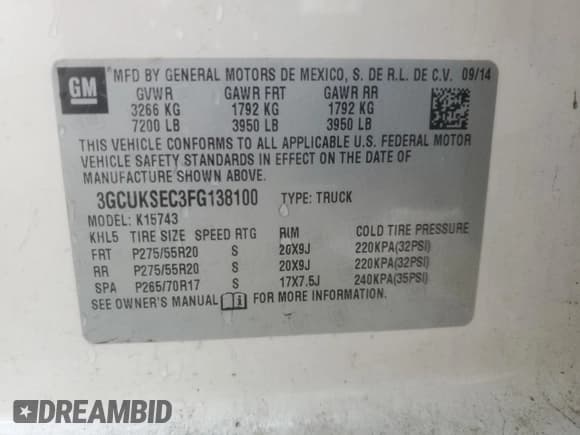 GM
*MFD BY GENERAL MOTORS DE MEXICO, S. DE R.L. DE C.V. 09/14
GVWR GAWR FRT GAWR RR
3266 KG 1792 KG 1792 KG
7200 LB 3950 LB 3950 LB
THIS VEHICLE CONFORMS TO ALL APPLICABLE U.S. FEDERAL MOTOR
VEHICLE SAFETY STANDARDS IN EFFECT ON THE DATE OF
MANUFACTURE SHOWN ABOVE.
3GCUKSEC3FG138100 TYPE: TRUCK
MODEL: K15743
KHL5 TIRE SIZE SPEED RTG RIM COLD TIRE PRESSURE
FRT P275/55R20 S 20X9J 220KPA(32PSI)
RR P275/55R20 S 20X9J 220KPA(32PSI)
SPA P265/70R17 S 17X7.5J 240KPA(35PSI)
SEE OWNER'S MANUAL FOR MORE INFORMATION.
DREAMBID